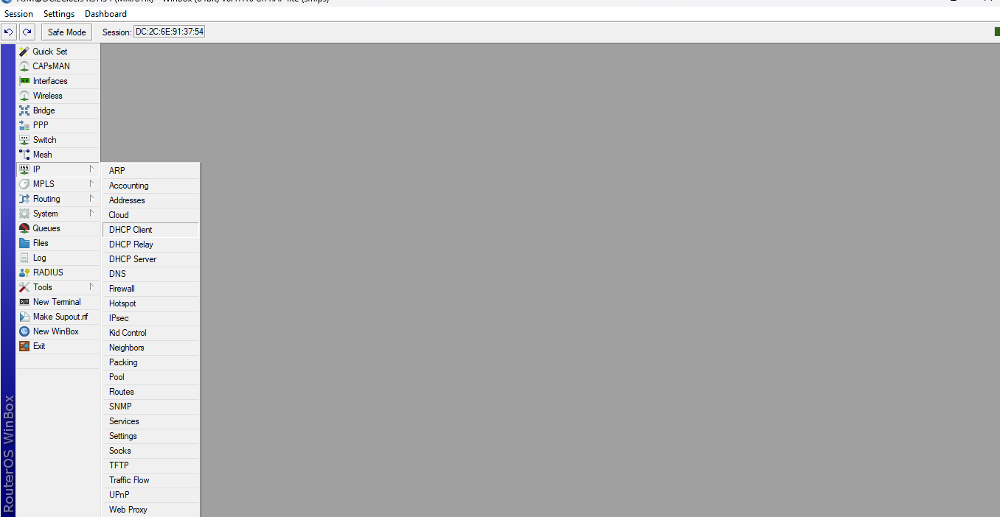 Session Settings Dashboard
Safe Mode Session: DC:2C:6E:91:37:54
Quick Set
CAPsMAN
Interfaces
Wireless
Bridge
PPP
Switch
Mesh
IP
MPLS
Routing
System
Queues
Files
Log
RADIUS
Tools
New Terminal
Make Supout.rif
New WinBox
Exit
ARP
Accounting
Addresses
Cloud
DHCP Client
DHCP Relay
DHCP Server
DNS
Firewall
Hotspot
IPsec
Kid Control
Neighbors
Packing
Pool
Routes
SNMP
Services
Settings
Socks
TFTP
Traffic Flow
UPnP
Web Proxy
RouterOS WinBox